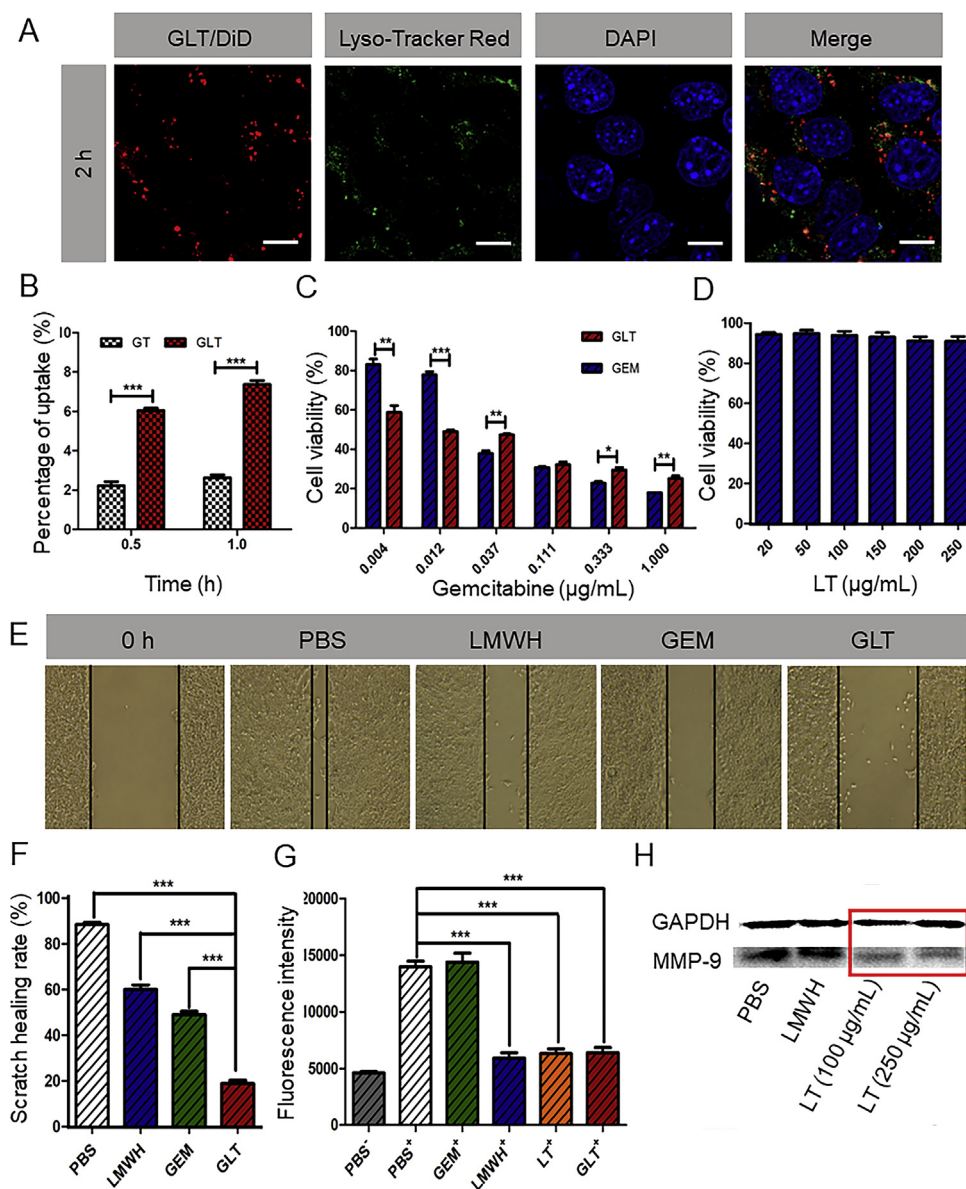 A
GLT/DiD
Lyso-Tracker Red
DAPI
Merge
2 h
B
Percentage of uptake (%)
10
8
6
4
2
0
GT
GLT
***
***
0.5
1.0
Time (h)
C
Cell viability (%)
100
80
60
40
20
0
**
***
**
*
**
GLT
GEM
0.004
0.012
0.037
0.111
0.333
1.000
Gemcitabine (μg/mL)
D
Cell viability (%)
100
80
60
40
20
0
20
50
100
150
200
250
LT (μg/mL)
E
0 h
PBS
LMWH
GEM
GLT
F
Scratch healing rate (%)
100
80
60
40
20
0
***
***
***
PBS
LMWH
GEM
GLT
G
Fluorescence intensity
20000
15000
10000
5000
0
***
***
***
PBS⁻
PBS⁺
GEM⁺
LMWH⁺
LT⁺
GLT⁺
H
GAPDH
MMP-9
PBS
LMWH
LT (100 μg/mL)
LT (250 μg/mL)